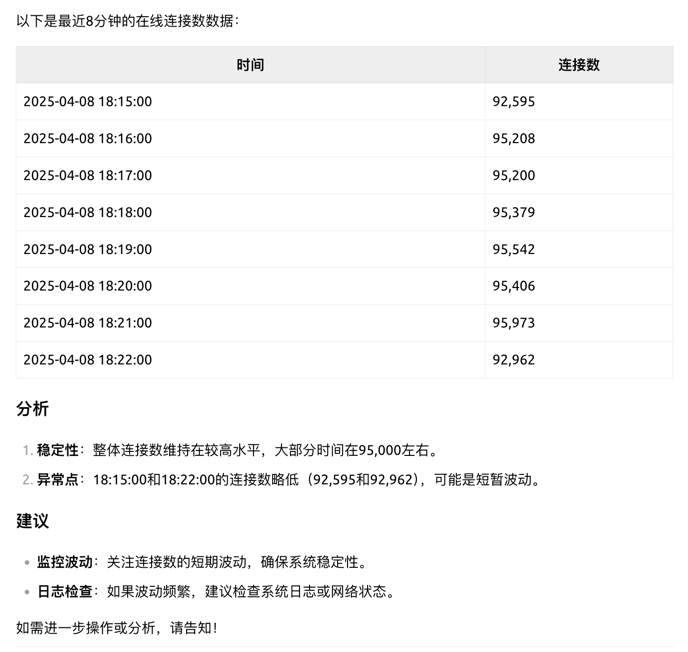 以下是最近8分钟的在线连接数数据：
时间 连接数
2025-04-08 18:15:00 92,595
2025-04-08 18:16:00 95,208
2025-04-08 18:17:00 95,200
2025-04-08 18:18:00 95,379
2025-04-08 18:19:00 95,542
2025-04-08 18:20:00 95,406
2025-04-08 18:21:00 95,973
2025-04-08 18:22:00 92,962
分析
1. 稳定性：整体连接数维持在较高水平，大部分时间在95,000左右。
2. 异常点：18:15:00和18:22:00的连接数略低（92,595和92,962），可能是短暂波动。
建议
• 监控波动：关注连接数的短期波动，确保系统稳定性。
• 日志检查：如果波动频繁，建议检查系统日志或网络状态。
如需进一步操作或分析，请告知！